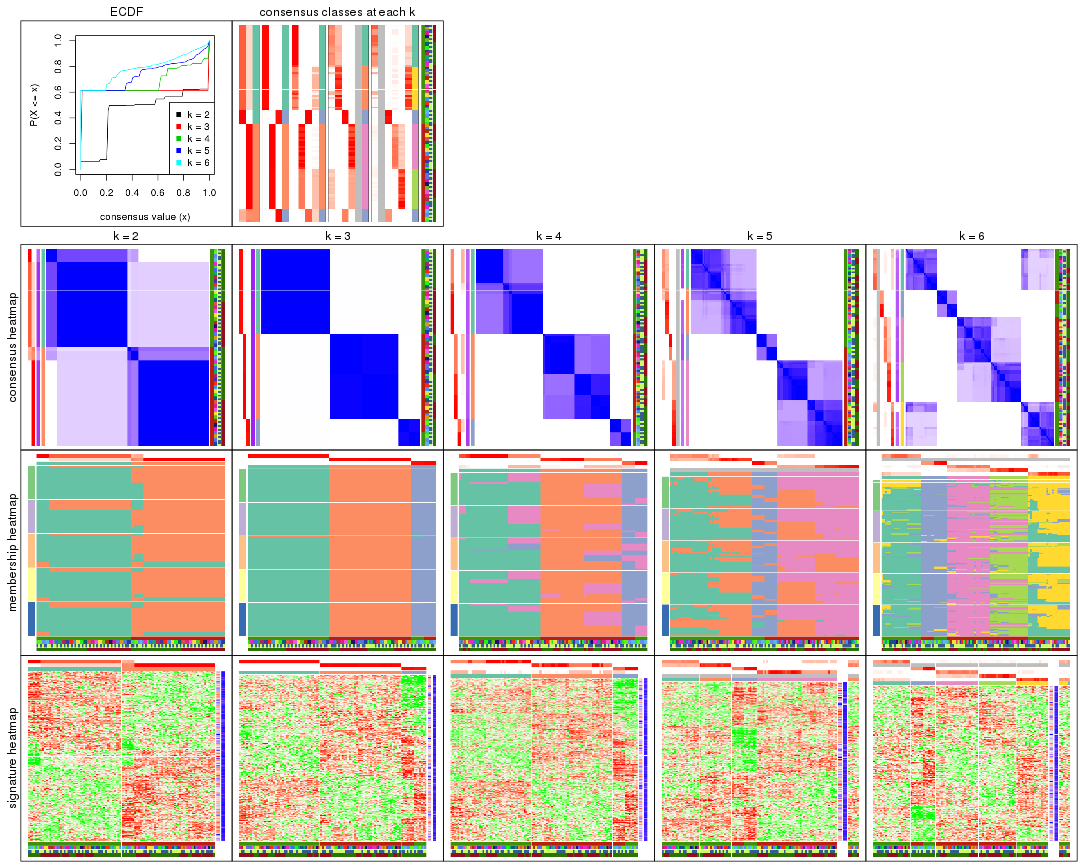 ECDF
consensus classes at each k
P(X <= x)
0.0 0.2 0.4 0.6 0.8 1.0
k = 2
k = 3
k = 4
k = 5
k = 6
0.0 0.2 0.4 0.6 0.8 1.0
consensus value (x)
k = 2
k = 3
k = 4
k = 5
k = 6
consensus heatmap
membership heatmap
signature heatmap